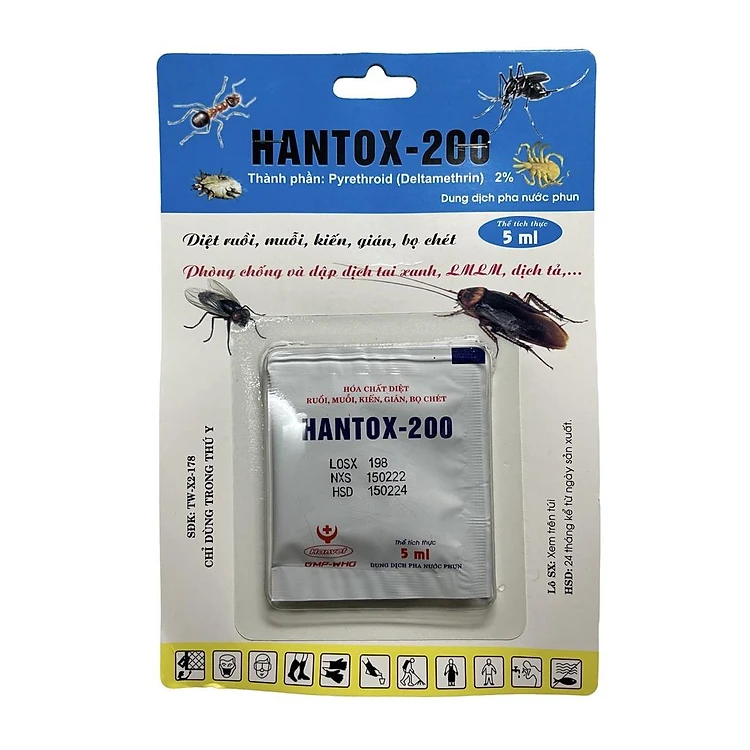 HANTOX-200
Thành phần: Pyrethroid (Deltamethrin) 2%
Dung dịch pha nước phun
Thể tích thực
5 ml
Diệt ruồi, muỗi, kiến, gián, bọ chét
Phòng chống và dập dịch tai xanh, LMLM, dịch tả,...
HÓA CHẤT DIỆT
RUỒI, MUỖI, KIẾN, GIÁN, BỌ CHÉT
HANTOX-200
LOSX 198
NXS 150222
HSD 150224
Hanvet
GMP-WHO
Thể tích thực
5 ml
DUNG DỊCH PHA NƯỚC PHUN
SĐK: TW-X2-178
CHỈ DÙNG TRONG THÚ Y
Lô SX: Xem trên túi
HSD: 24 tháng kể từ ngày sản xuất.